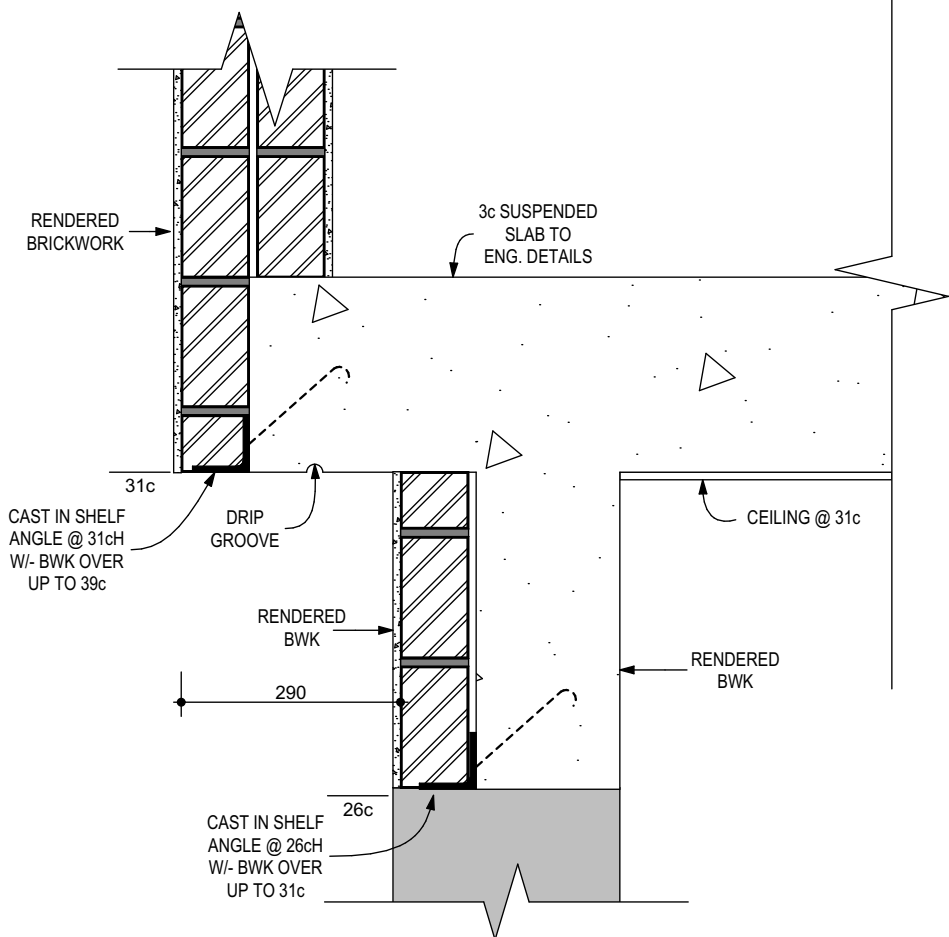 3c SUSPENDED
SLAB TO
ENG. DETAILS
RENDERED
BRICKWORK
31c
CAST IN SHELF
ANGLE @ 31cH
W/- BWK OVER
UP TO 39c
DRIP
GROOVE
CEILING @ 31c
RENDERED
BWK
RENDERED
BWK
290
26c
CAST IN SHELF
ANGLE @ 26cH
W/- BWK OVER
UP TO 31c